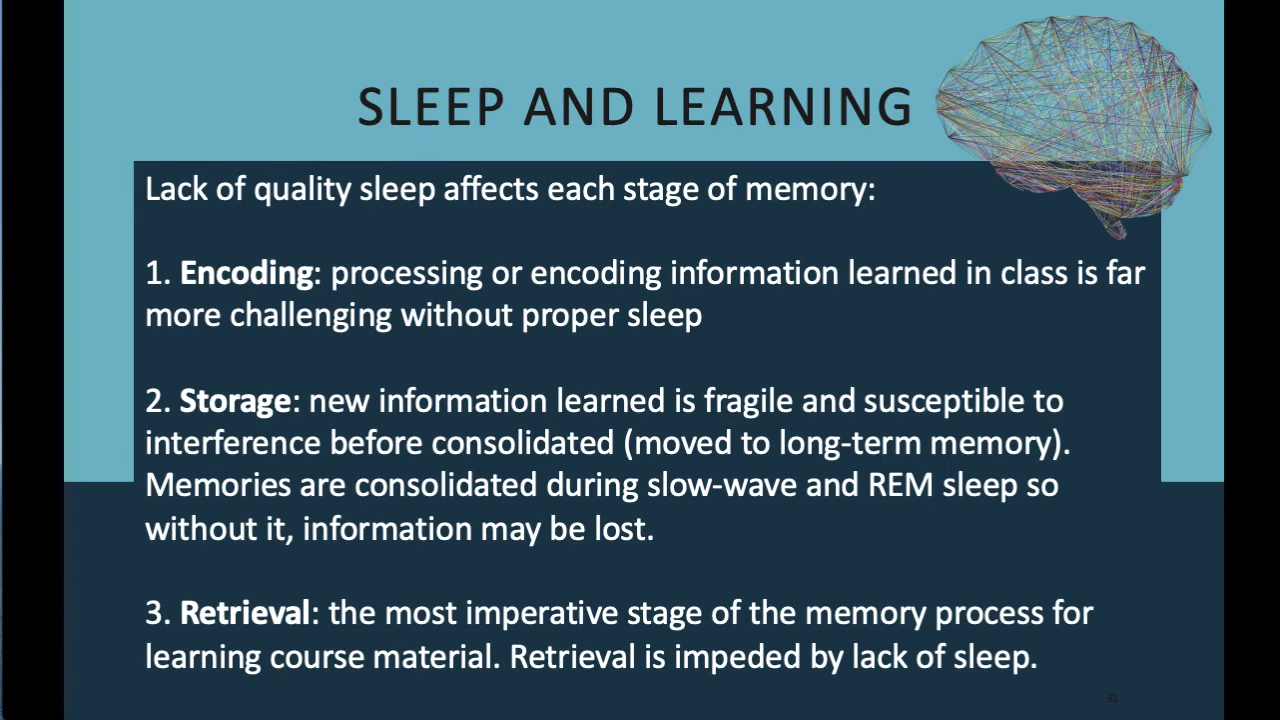 SLEEP AND LEARNING
Lack of quality sleep affects each stage of memory:
1. Encoding: processing or encoding information learned in class is far
more challenging without proper sleep
2. Storage: new information learned is fragile and susceptible to
interference before consolidated (moved to long-term memory).
Memories are consolidated during slow-wave and REM sleep so
without it, information may be lost.
3. Retrieval: the most imperative stage of the memory process for
learning course material. Retrieval is impeded by lack of sleep.
31